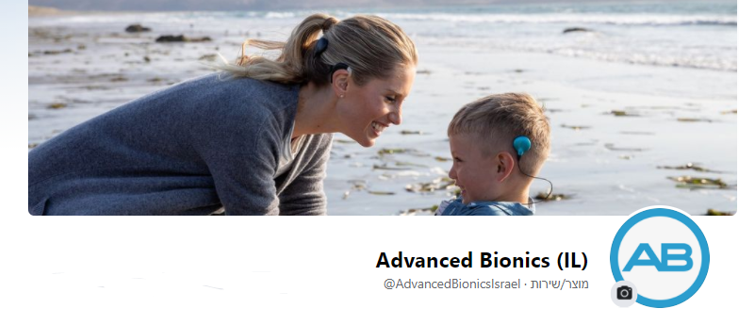 Advanced Bionics (IL)
@AdvancedBionicsIsrael · מוצר/שירות
AB